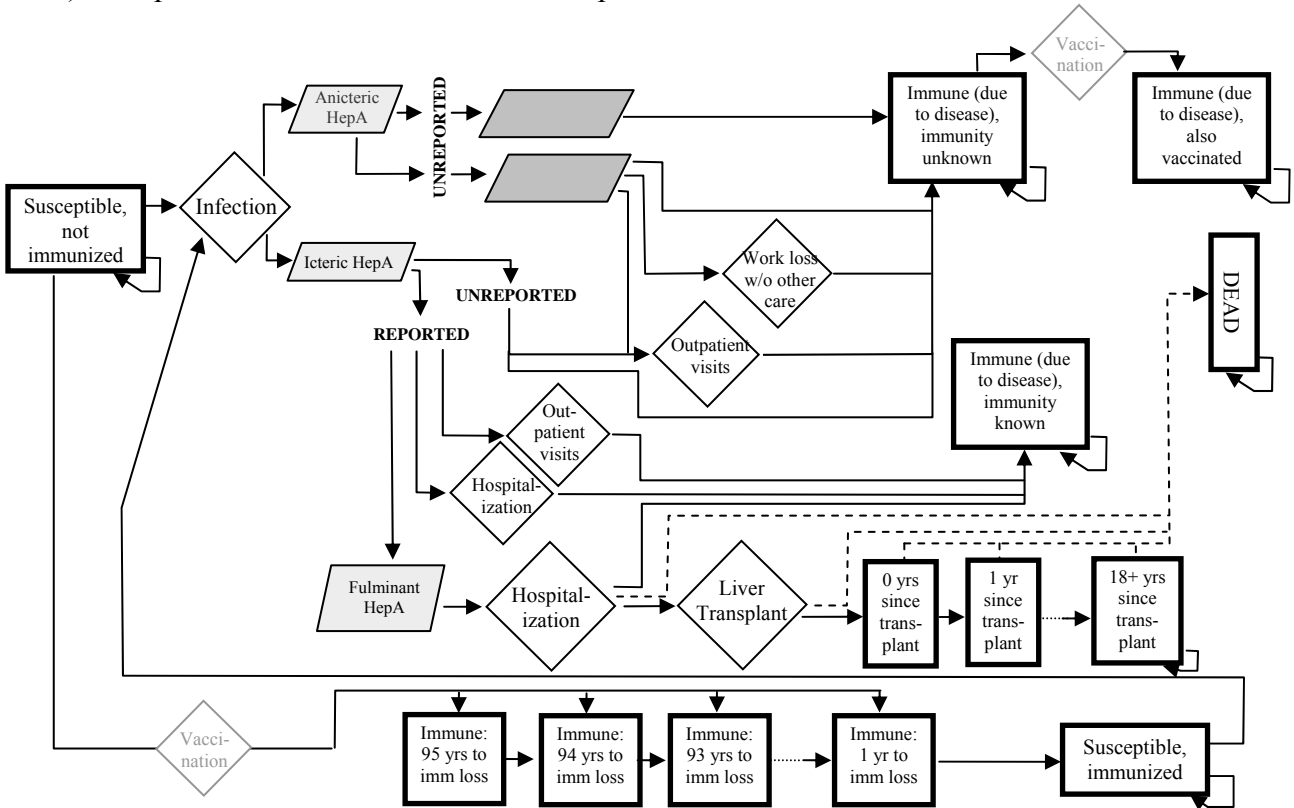 Vacci-
nation
Anicteric
HepA
UNREPORTED
UNREPORTED
Immune (due
to disease),
immunity
unknown
Immune (due
to disease),
also
vaccinated
Susceptible,
not
immunized
Infection
Icteric HepA
UNREPORTED
REPORTED
Work loss
w/o other
care
Outpatient
visits
DEAD
Immune (due
to disease),
immunity
known
Out-
patient
visits
Hospital-
ization
Fulminant
HepA
Hospital-
ization
Liver
Transplant
0 yrs
since
trans-
plant
1 yr
since
trans-
plant
18+ yrs
since
trans-
plant
Vacci-
nation
Immune:
95 yrs to
imm loss
Immune:
94 yrs to
imm loss
Immune:
93 yrs to
imm loss
Immune:
1 yr to
imm loss
Susceptible,
immunized